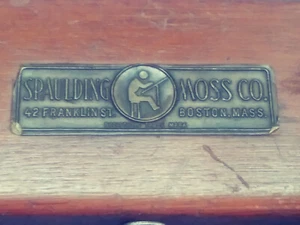 SPAULDING MOSS CO.
42 FRANKLIN ST BOSTON, MASS